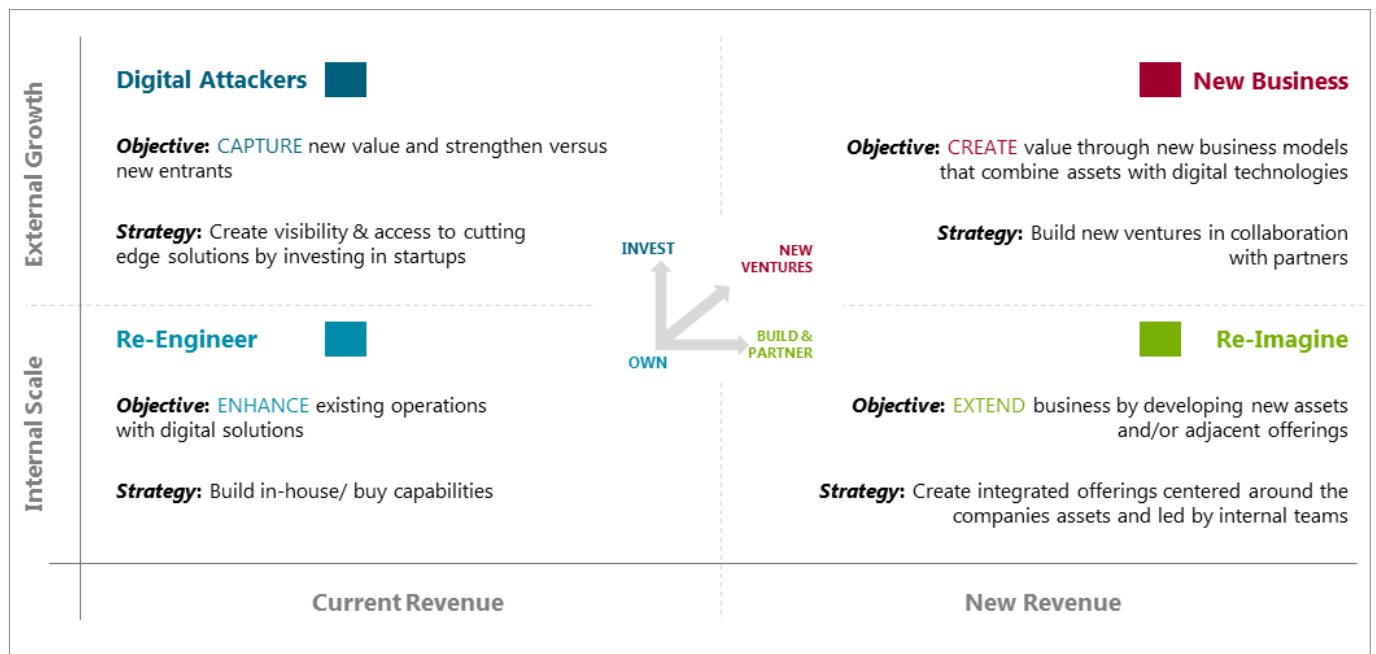 External Growth
Digital Attackers
Objective: CAPTURE new value and strengthen versus
new entrants
Strategy: Create visibility & access to cutting
edge solutions by investing in startups
New Business
Objective: CREATE value through new business models
that combine assets with digital technologies
Strategy: Build new ventures in collaboration
with partners
INVEST
NEW
VENTURES
BUILD &
PARTNER
OWN
Internal Scale
Re-Engineer
Objective: ENHANCE existing operations
with digital solutions
Strategy: Build in-house/ buy capabilities
Re-Imagine
Objective: EXTEND business by developing new assets
and/or adjacent offerings
Strategy: Create integrated offerings centered around the
companies assets and led by internal teams
Current Revenue
New Revenue